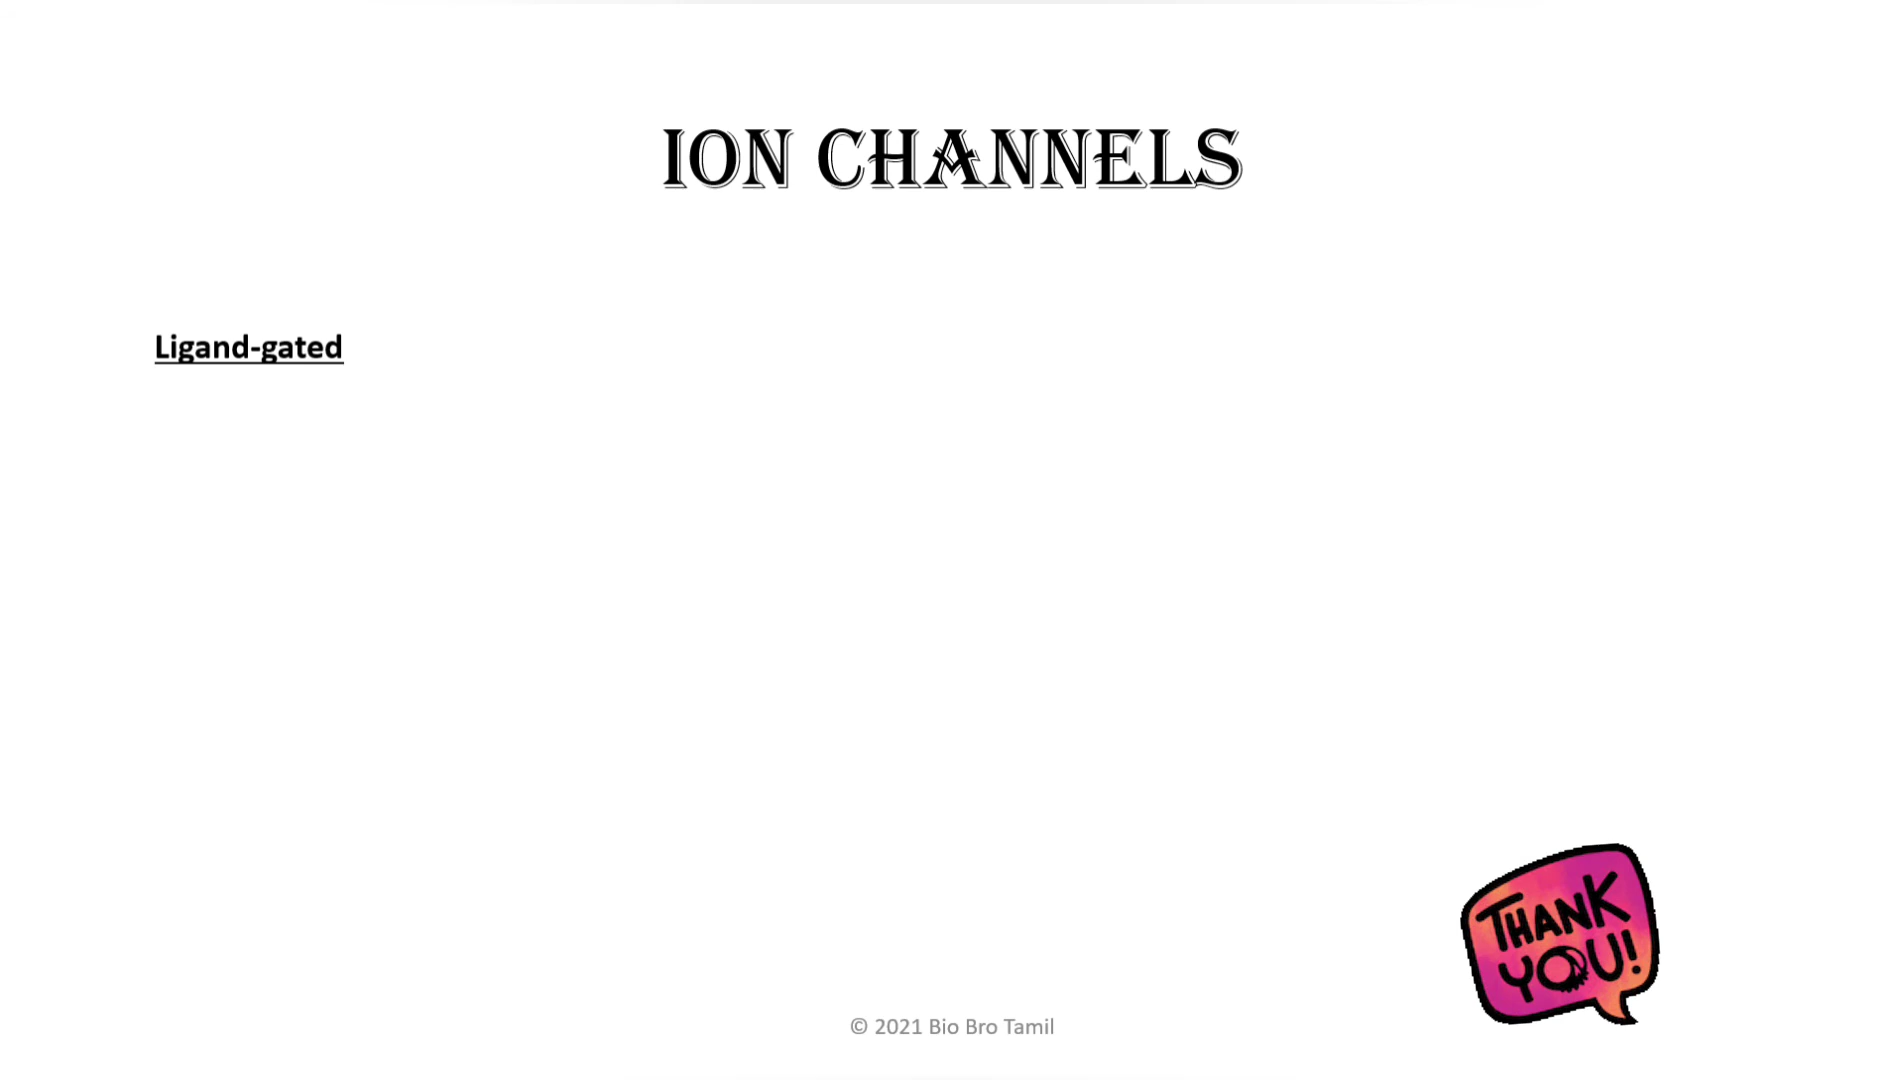 ION CHANNELS
Ligand-gated
THANK
YOU!
© 2021 Bio Bro Tamil